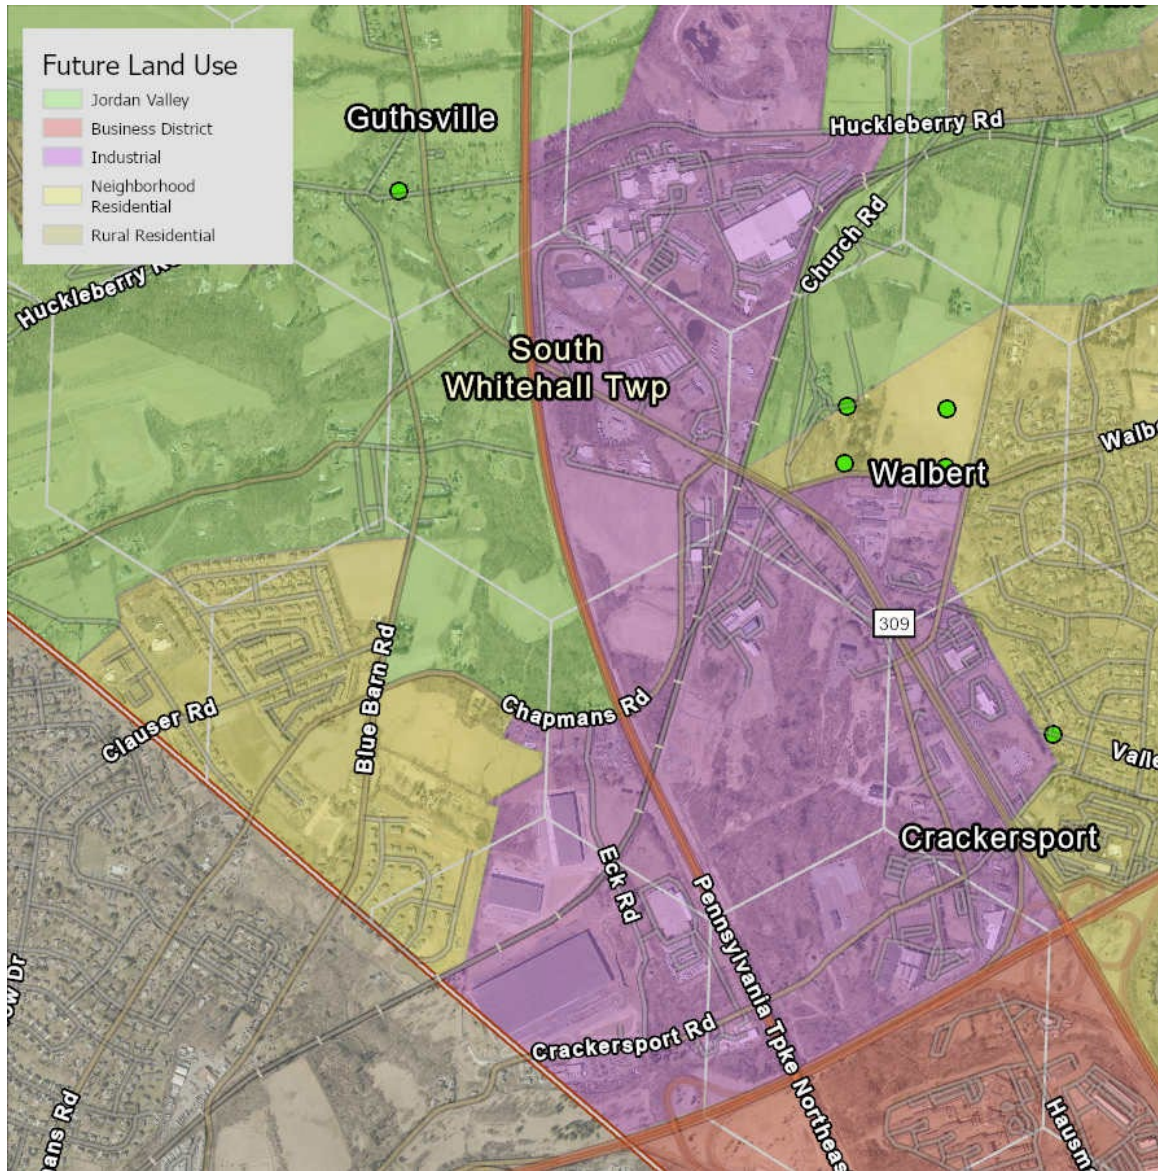 Future Land Use
Jordan Valley
Business District
Industrial
Neighborhood
Residential
Rural Residential
Guthsville
Huckleberry Rd
Church Rd
Huckleberry
South
Whitehall Twp
Walbert
309
Blue Barn Rd
Chapmans Rd
Clauser Rd
Crackersport
Eck Rd
Pennsylvania Tpke Northeas
Crackersport Rd
Hausm